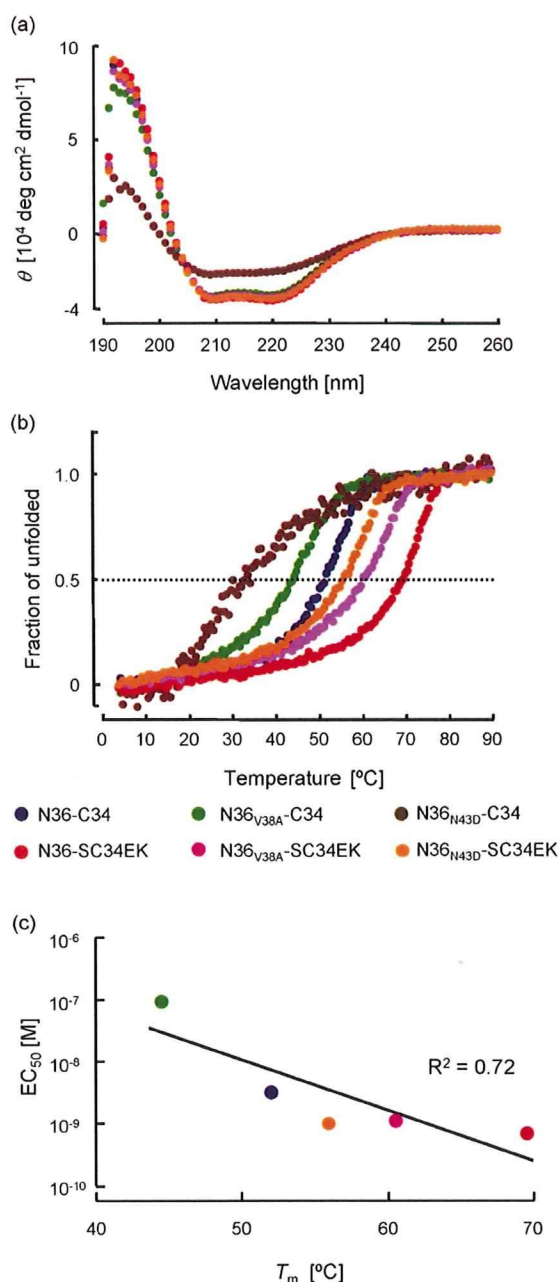 (a)
10
5
0
-4
θ [10⁴ deg cm² dmol⁻¹]
190 200 210 220 230 240 250 260
Wavelength [nm]
(b)
1.0
0.5
0
Fraction of unfolded
0 10 20 30 40 50 60 70 80 90
Temperature [ºC]
N36-C34 N36V38A-C34 N36N43D-C34
N36-SC34EK N36V38A-SC34EK N36N43D-SC34EK
(c)
10⁻⁶
10⁻⁷
10⁻⁸
10⁻⁹
10⁻¹⁰
EC50 [M]
R² = 0.72
40 50 60 70
Tm [ºC]